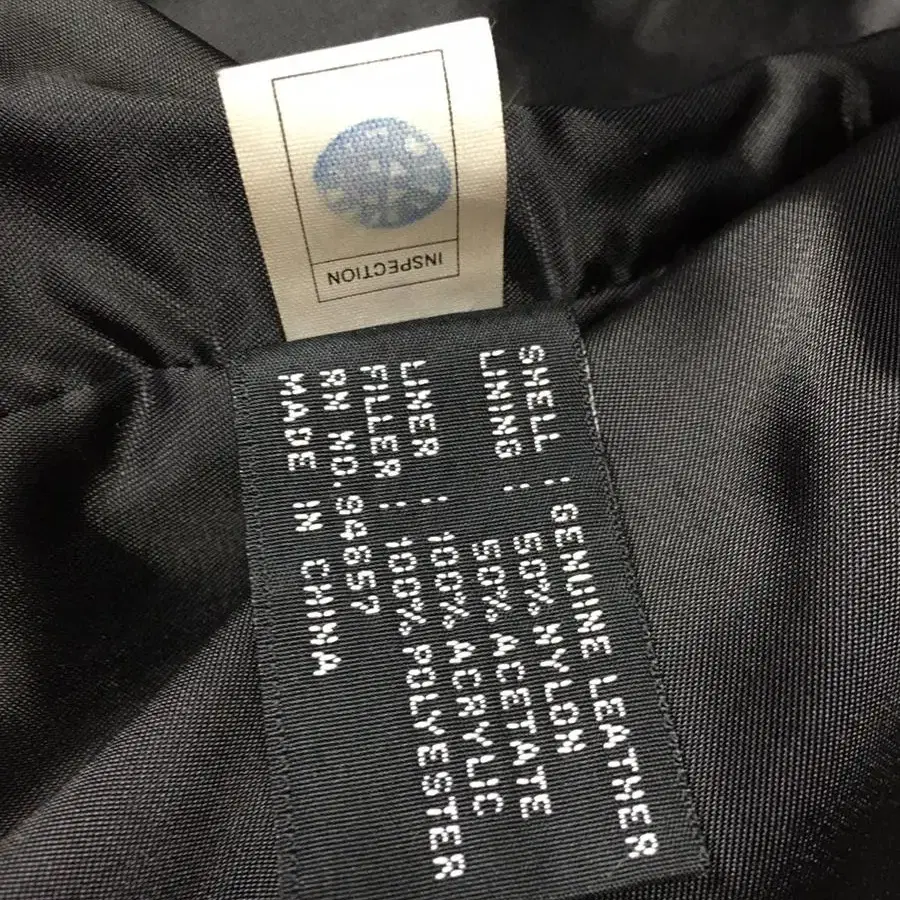 INSPECTION
SHELL : GENUINE LEATHER
LINING : 50% NYLON
50% ACETATE
LINER : 100% ACRYLIC
FILLER : 100% POLYESTER
RN NO. 94657
MADE IN CHINA